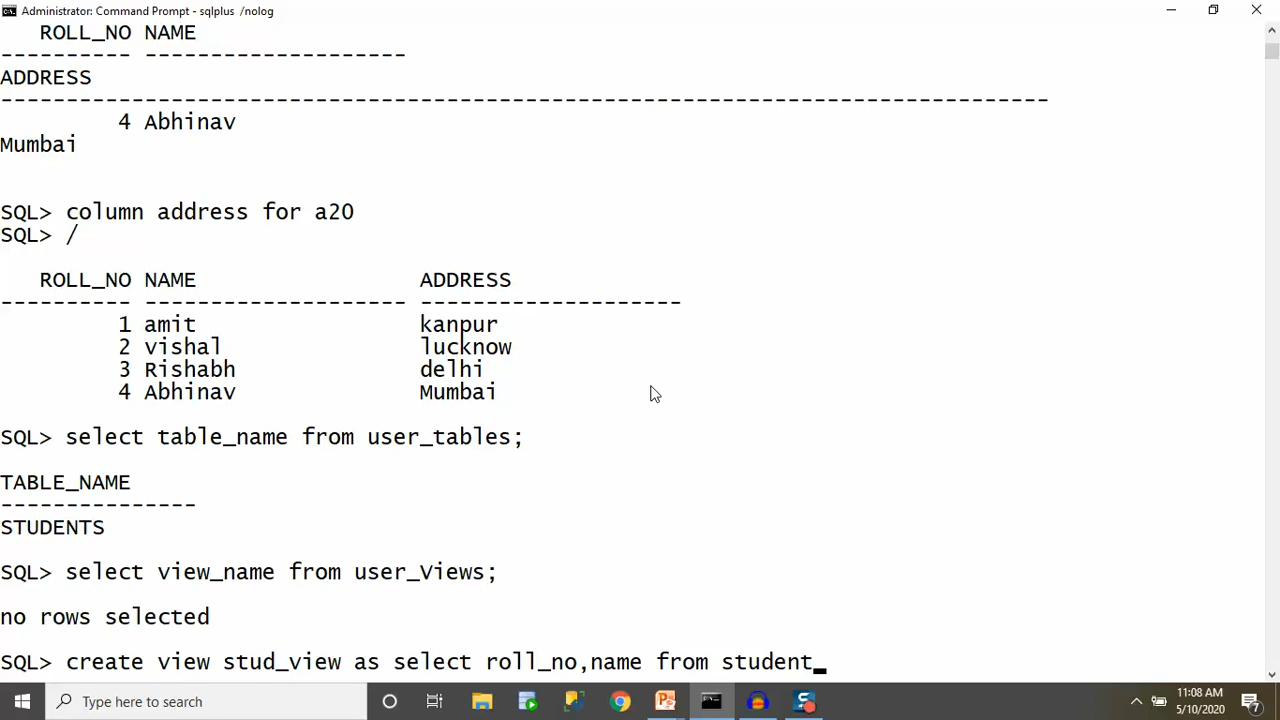 Administrator: Command Prompt - sqlplus /nolog
ROLL_NO NAME
---------- --------------------
ADDRESS
--------------------------------------------------------------------------------
4 Abhinav
Mumbai
SQL> column address for a20
SQL> /
ROLL_NO NAME ADDRESS
---------- -------------------- --------------------
1 amit kanpur
2 vishal lucknow
3 Rishabh delhi
4 Abhinav Mumbai
SQL> select table_name from user_tables;
TABLE_NAME
---------------
STUDENTS
SQL> select view_name from user_Views;
no rows selected
SQL> create view stud_view as select roll_no,name from student_
Type here to search
11:08 AM
5/10/2020
7